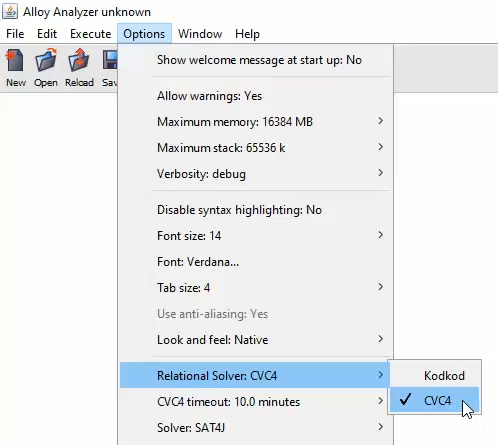 Alloy Analyzer unknown
File Edit Execute Options Window Help
New Open Reload
Show welcome message at start up: No
Allow warnings: Yes
Maximum memory: 16384 MB
Maximum stack: 65536 k
Verbosity: debug
Disable syntax highlighting: No
Font size: 14
Font: Verdana...
Tab size: 4
Use anti-aliasing: Yes
Look and feel: Native
Relational Solver: CVC4
Kodkod
CVC4
CVC4 timeout: 10.0 minutes
Solver: SAT4J